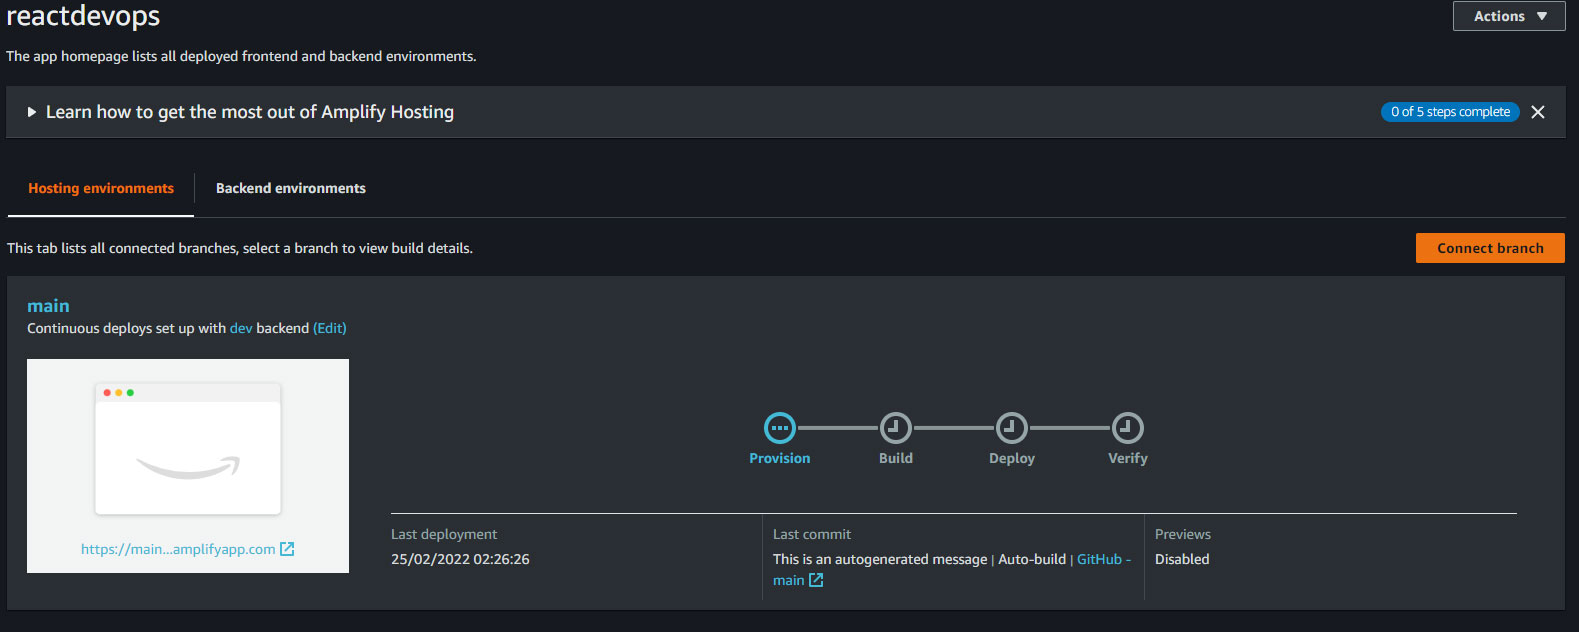 reactdevops
Actions
The app homepage lists all deployed frontend and backend environments.
Learn how to get the most out of Amplify Hosting
0 of 5 steps complete
Hosting environments
Backend environments
This tab lists all connected branches, select a branch to view build details.
Connect branch
main
Continuous deploys set up with dev backend (Edit)
Provision
Build
Deploy
Verify
https://main...amplifyapp.com
Last deployment
25/02/2022 02:26:26
Last commit
This is an autogenerated message | Auto-build | GitHub -
main
Previews
Disabled